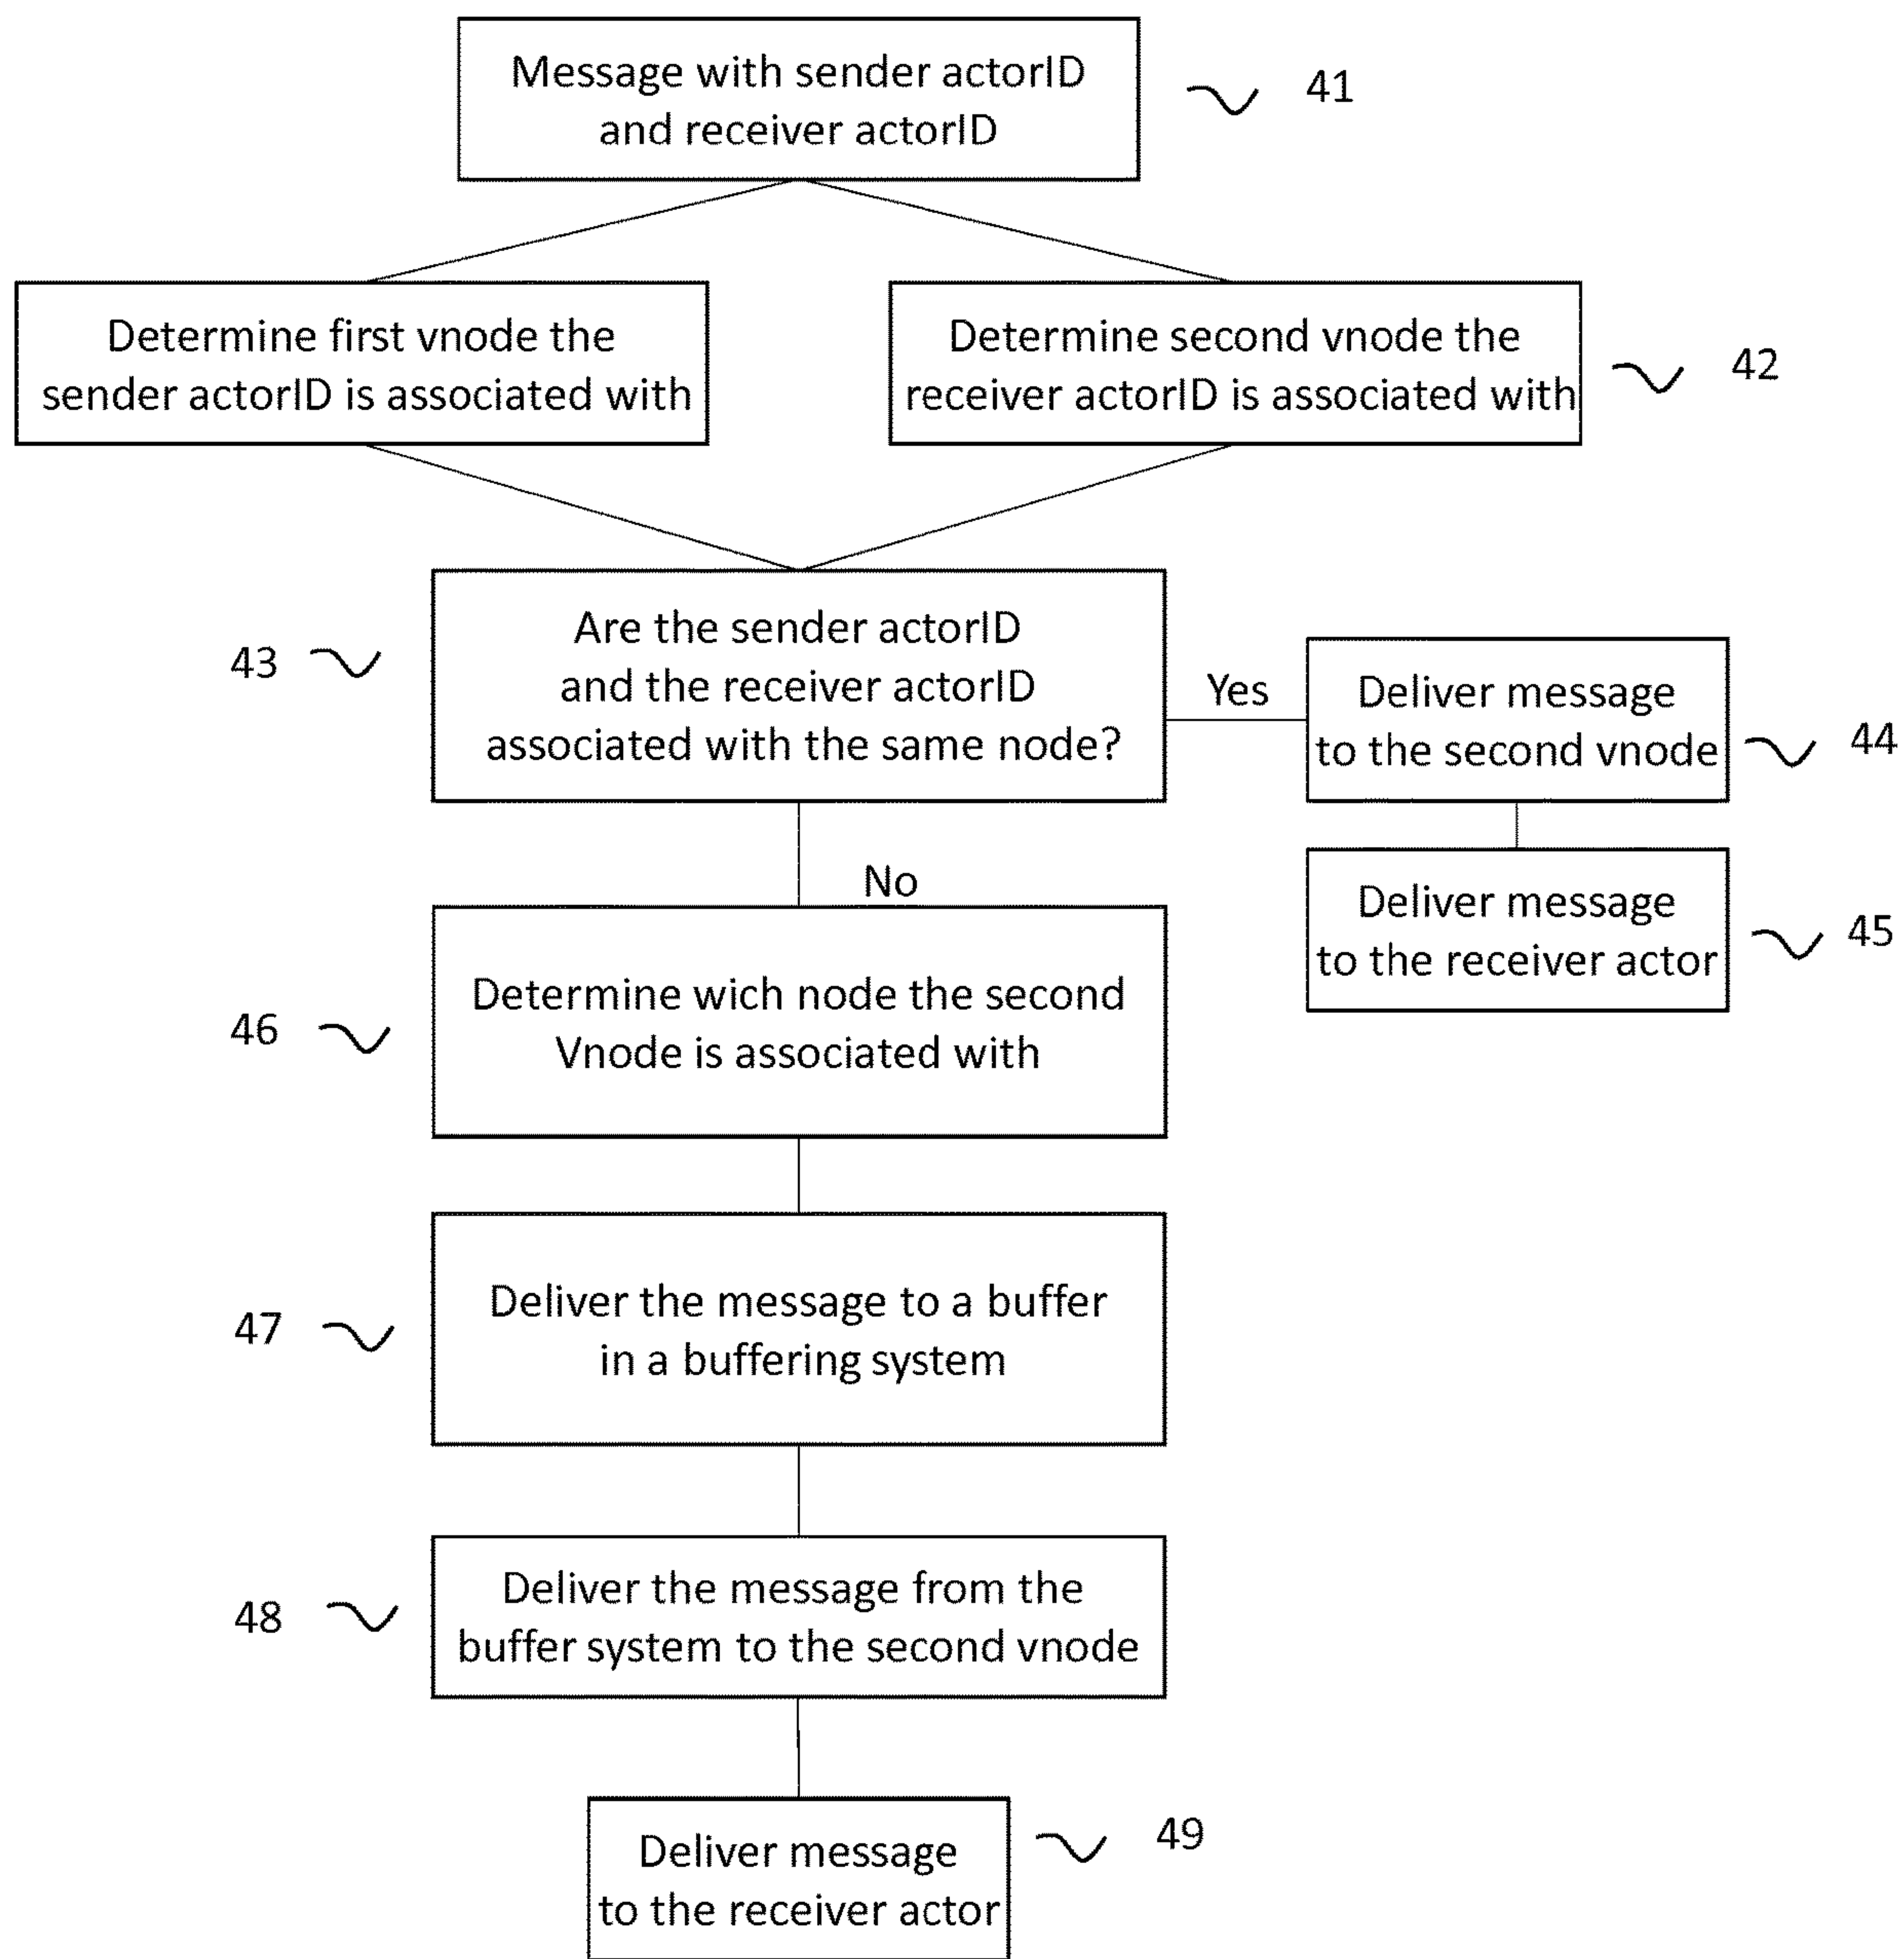 Message with sender actorID
and receiver actorID
41
Determine first vnode the
sender actorID is associated with
Determine second vnode the
receiver actorID is associated with
42
43
Are the sender actorID
and the receiver actorID
associated with the same node?
Yes
Deliver message
to the second vnode
44
Deliver message
to the receiver actor
45
No
46
Determine wich node the second
Vnode is associated with
47
Deliver the message to a buffer
in a buffering system
48
Deliver the message from the
buffer system to the second vnode
Deliver message
to the receiver actor
49